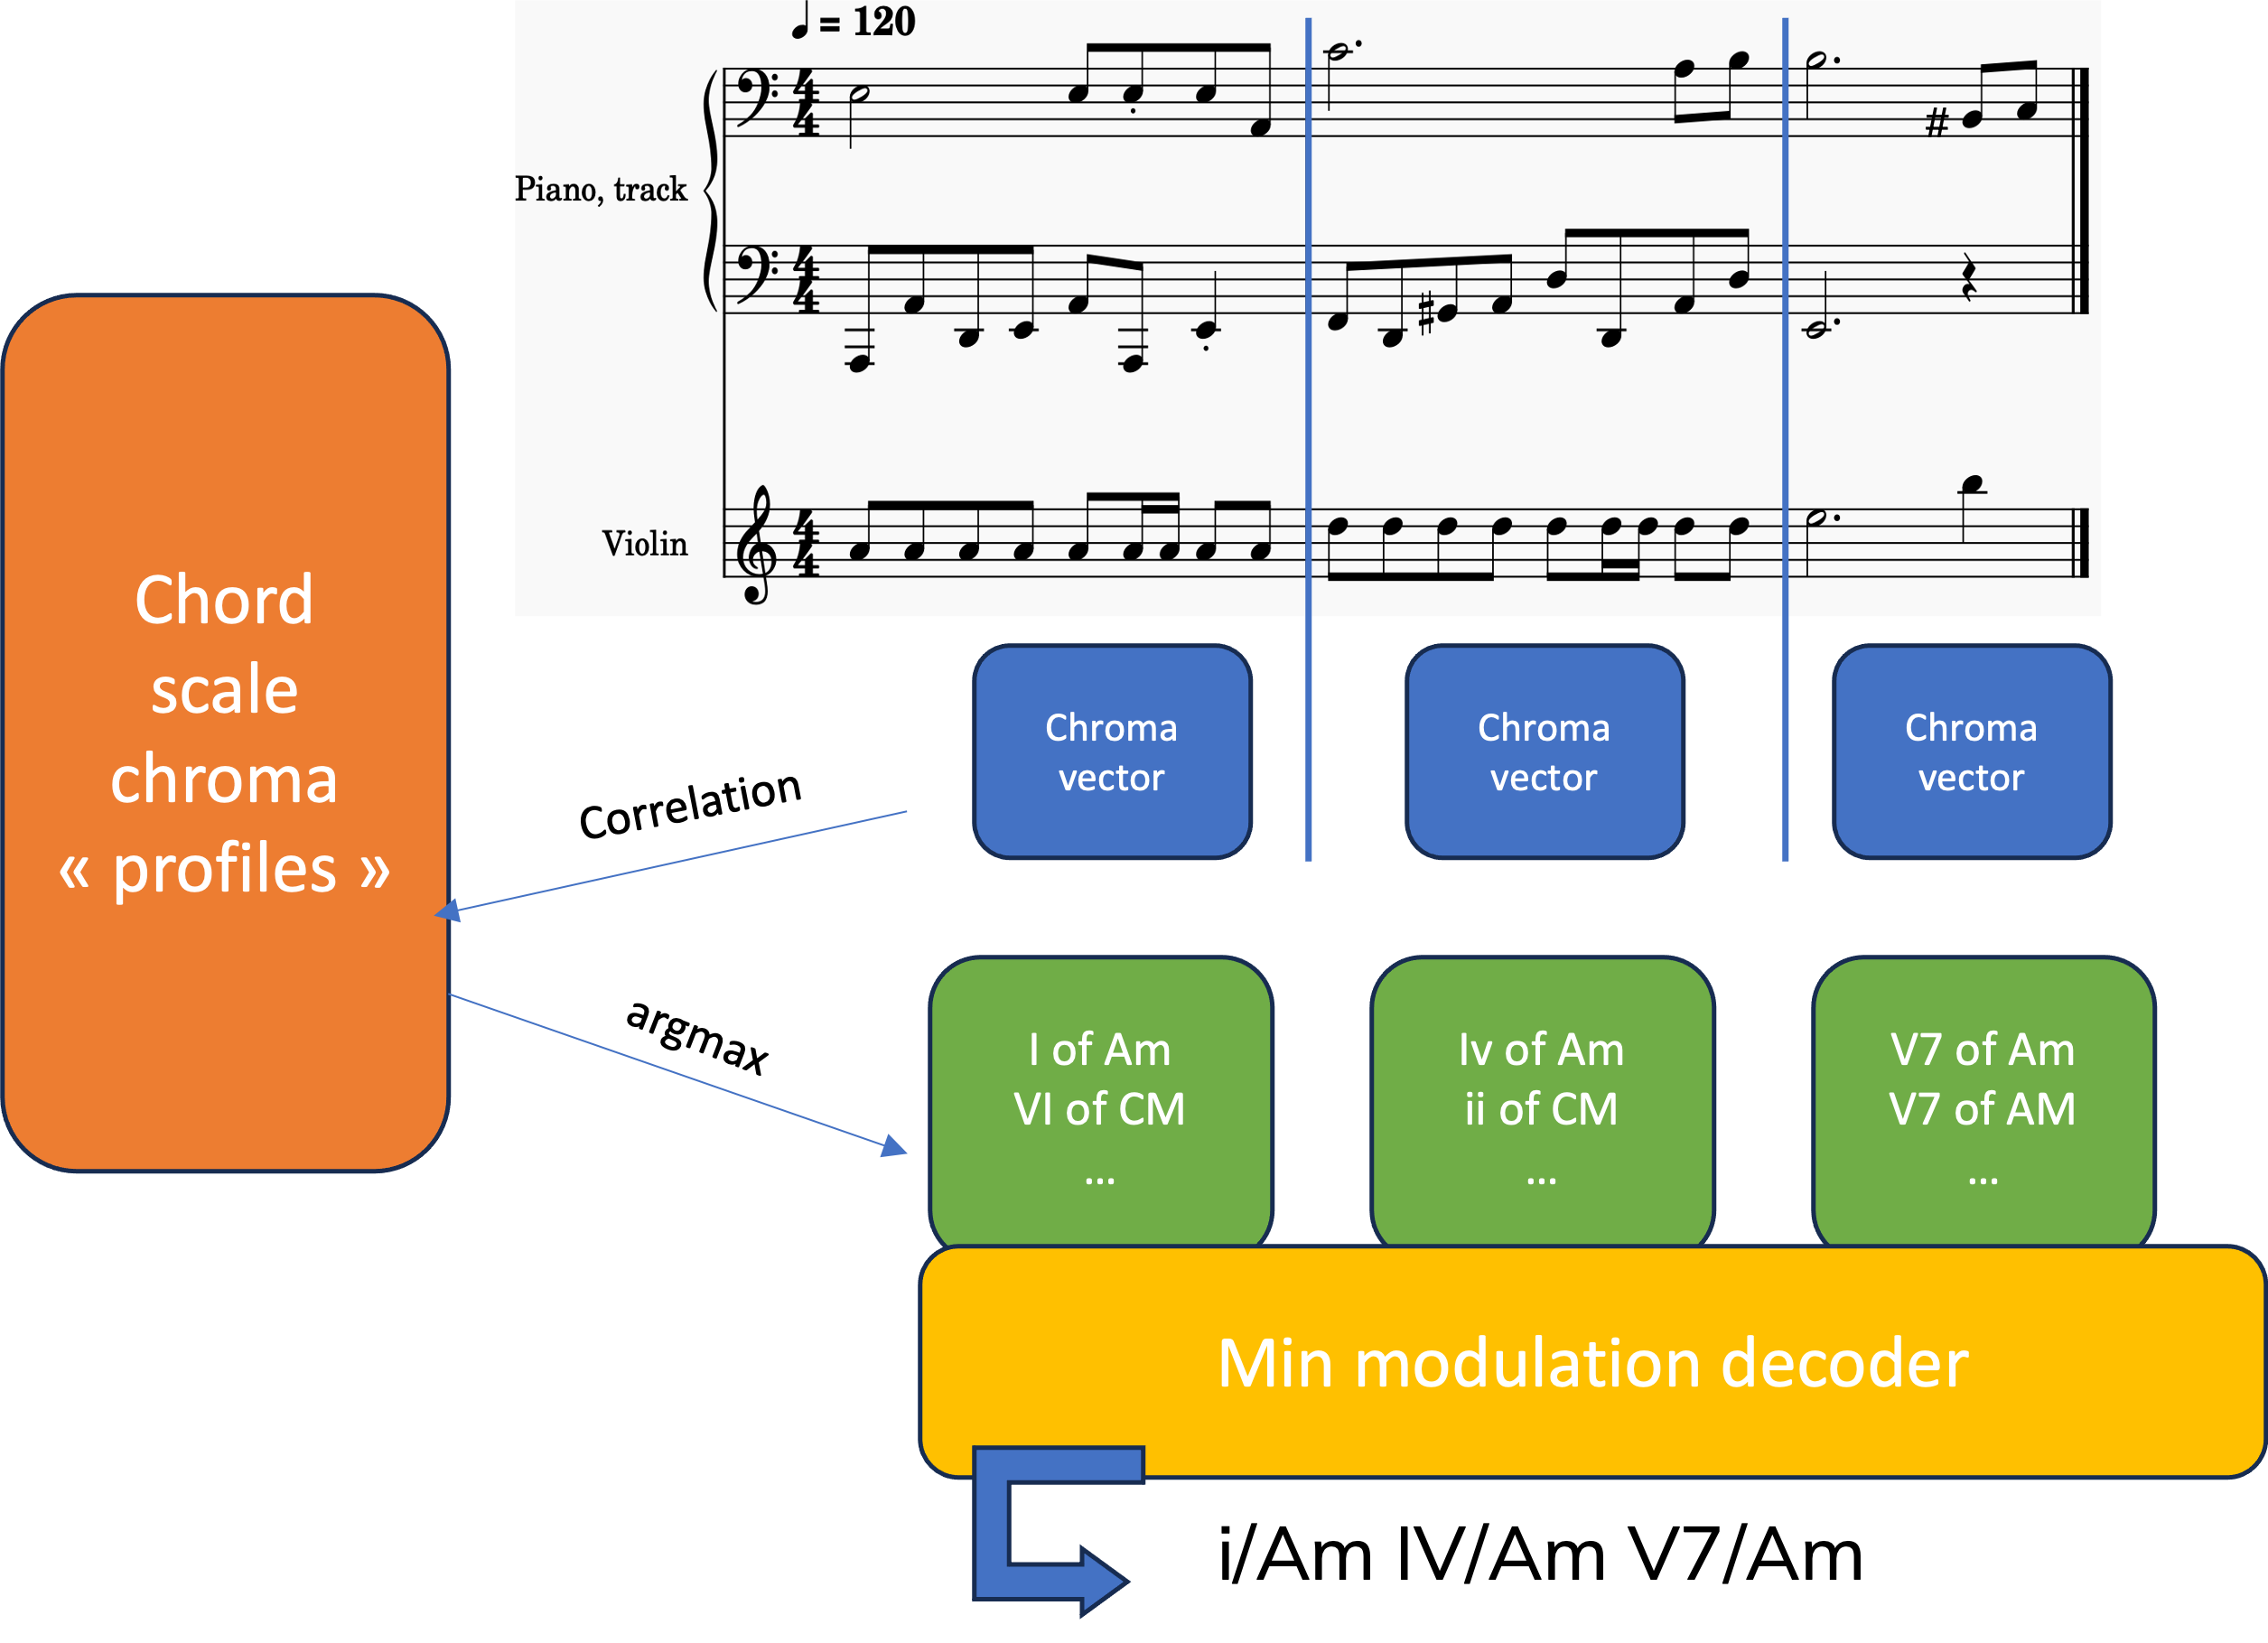 ♩ = 120
Piano, track
Violin
Chord
scale
chroma
« profiles »
Chroma
vector
Chroma
vector
Chroma
vector
Correlation
argmax
I of Am
VI of CM
...
Iv of Am
ii of CM
...
V7 of Am
V7 of AM
...
Min modulation decoder
i/Am IV/Am V7/Am